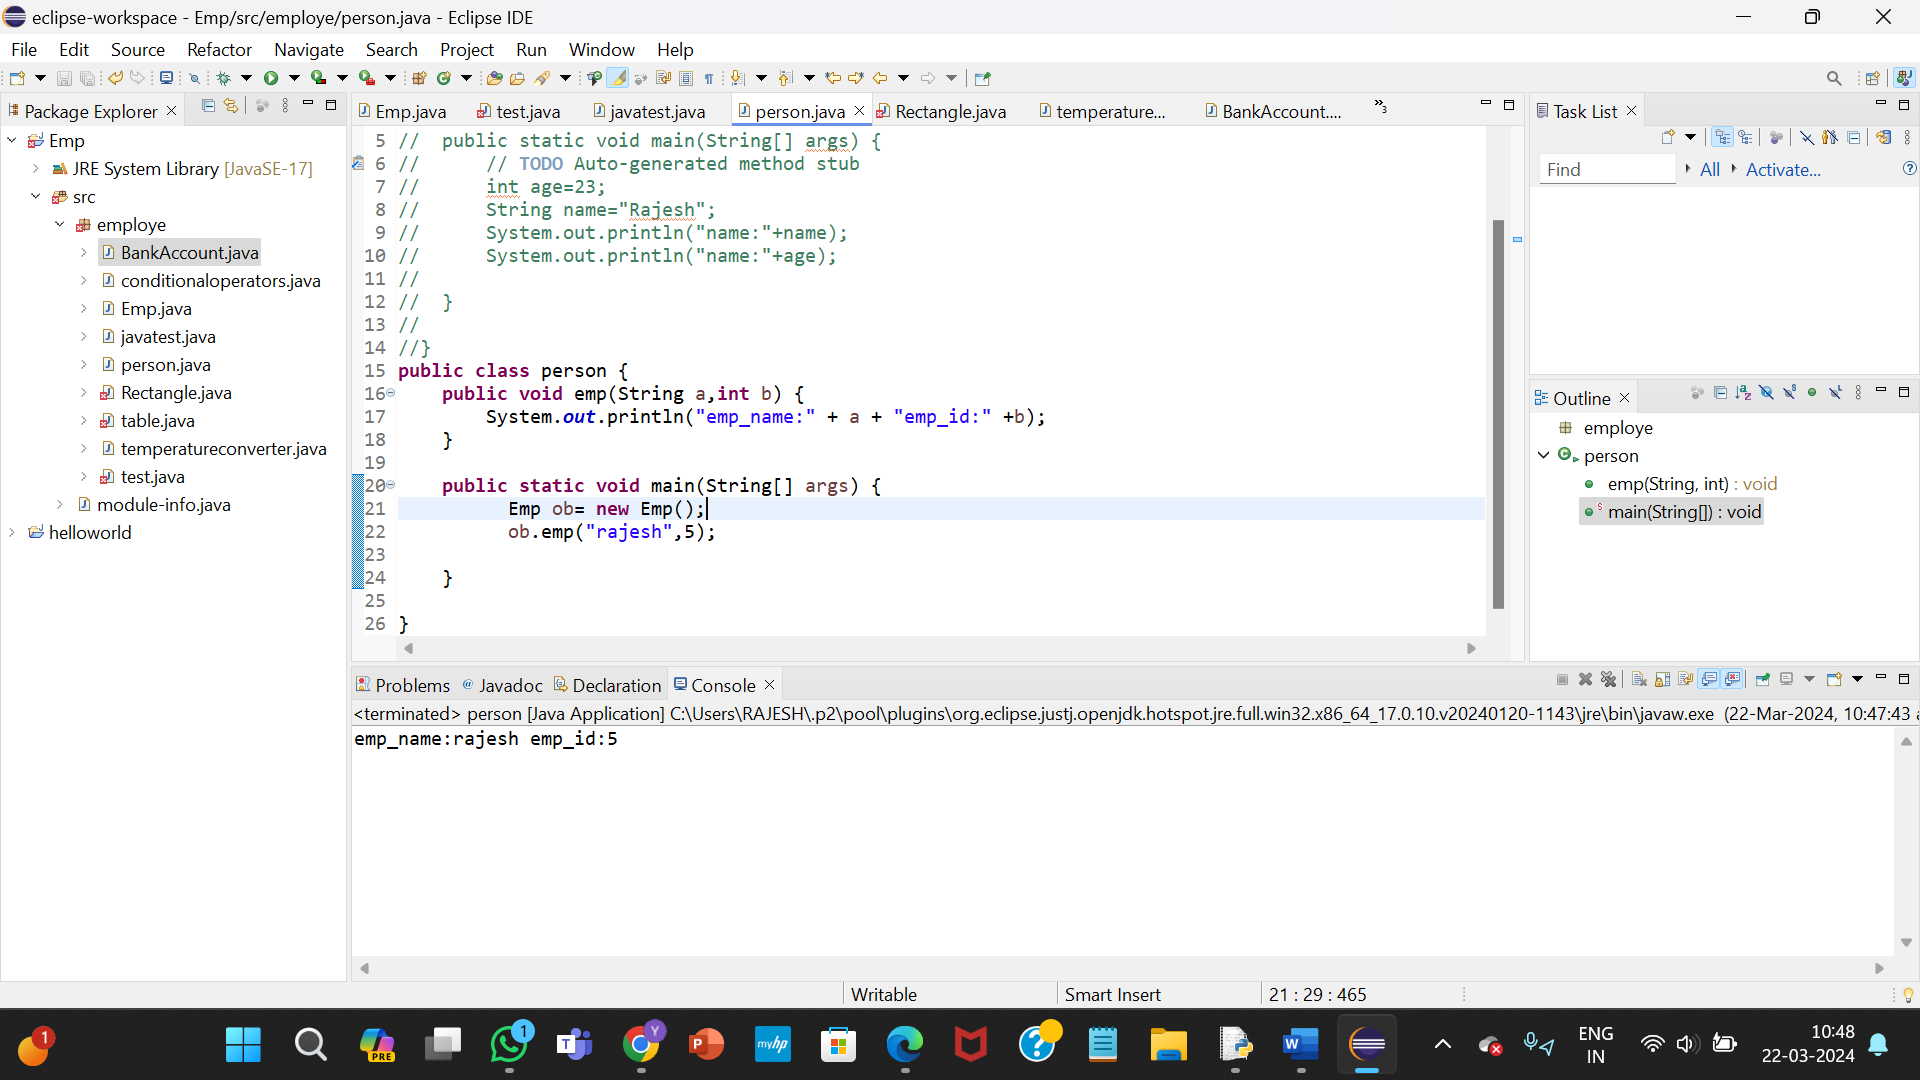 eclipse-workspace - Emp/src/employe/person.java - Eclipse IDE
File Edit Source Refactor Navigate Search Project Run Window Help
Package Explorer
Emp
JRE System Library [JavaSE-17]
src
employe
BankAccount.java
conditionaloperators.java
Emp.java
javatest.java
person.java
Rectangle.java
table.java
temperatureconverter.java
test.java
module-info.java
helloworld
Emp.java test.java javatest.java person.java Rectangle.java temperature... BankAccount.... »3
5 // public static void main(String[] args) {
6 // // TODO Auto-generated method stub
7 // int age=23;
8 // String name="Rajesh";
9 // System.out.println("name:"+name);
10 // System.out.println("name:"+age);
11 //
12 // }
13 //
14 //}
15 public class person {
16 public void emp(String a,int b) {
17 System.out.println("emp_name:" + a + "emp_id:" +b);
18 }
19
20 public static void main(String[] args) {
21 Emp ob= new Emp();
22 ob.emp("rajesh",5);
23
24 }
25
26 }
Task List
Find All Activate...
Outline
employe
person
emp(String, int) : void
main(String[]) : void
Problems Javadoc Declaration Console
<terminated> person [Java Application] C:\Users\RAJESH\.p2\pool\plugins\org.eclipse.justj.openjdk.hotspot.jre.full.win32.x86_64_17.0.10.v20240120-1143\jre\bin\javaw.exe (22-Mar-2024, 10:47:43
emp_name:rajesh emp_id:5
Writable Smart Insert 21 : 29 : 465
1
PRE
1
Y
myhp
ENG
IN
10:48
22-03-2024